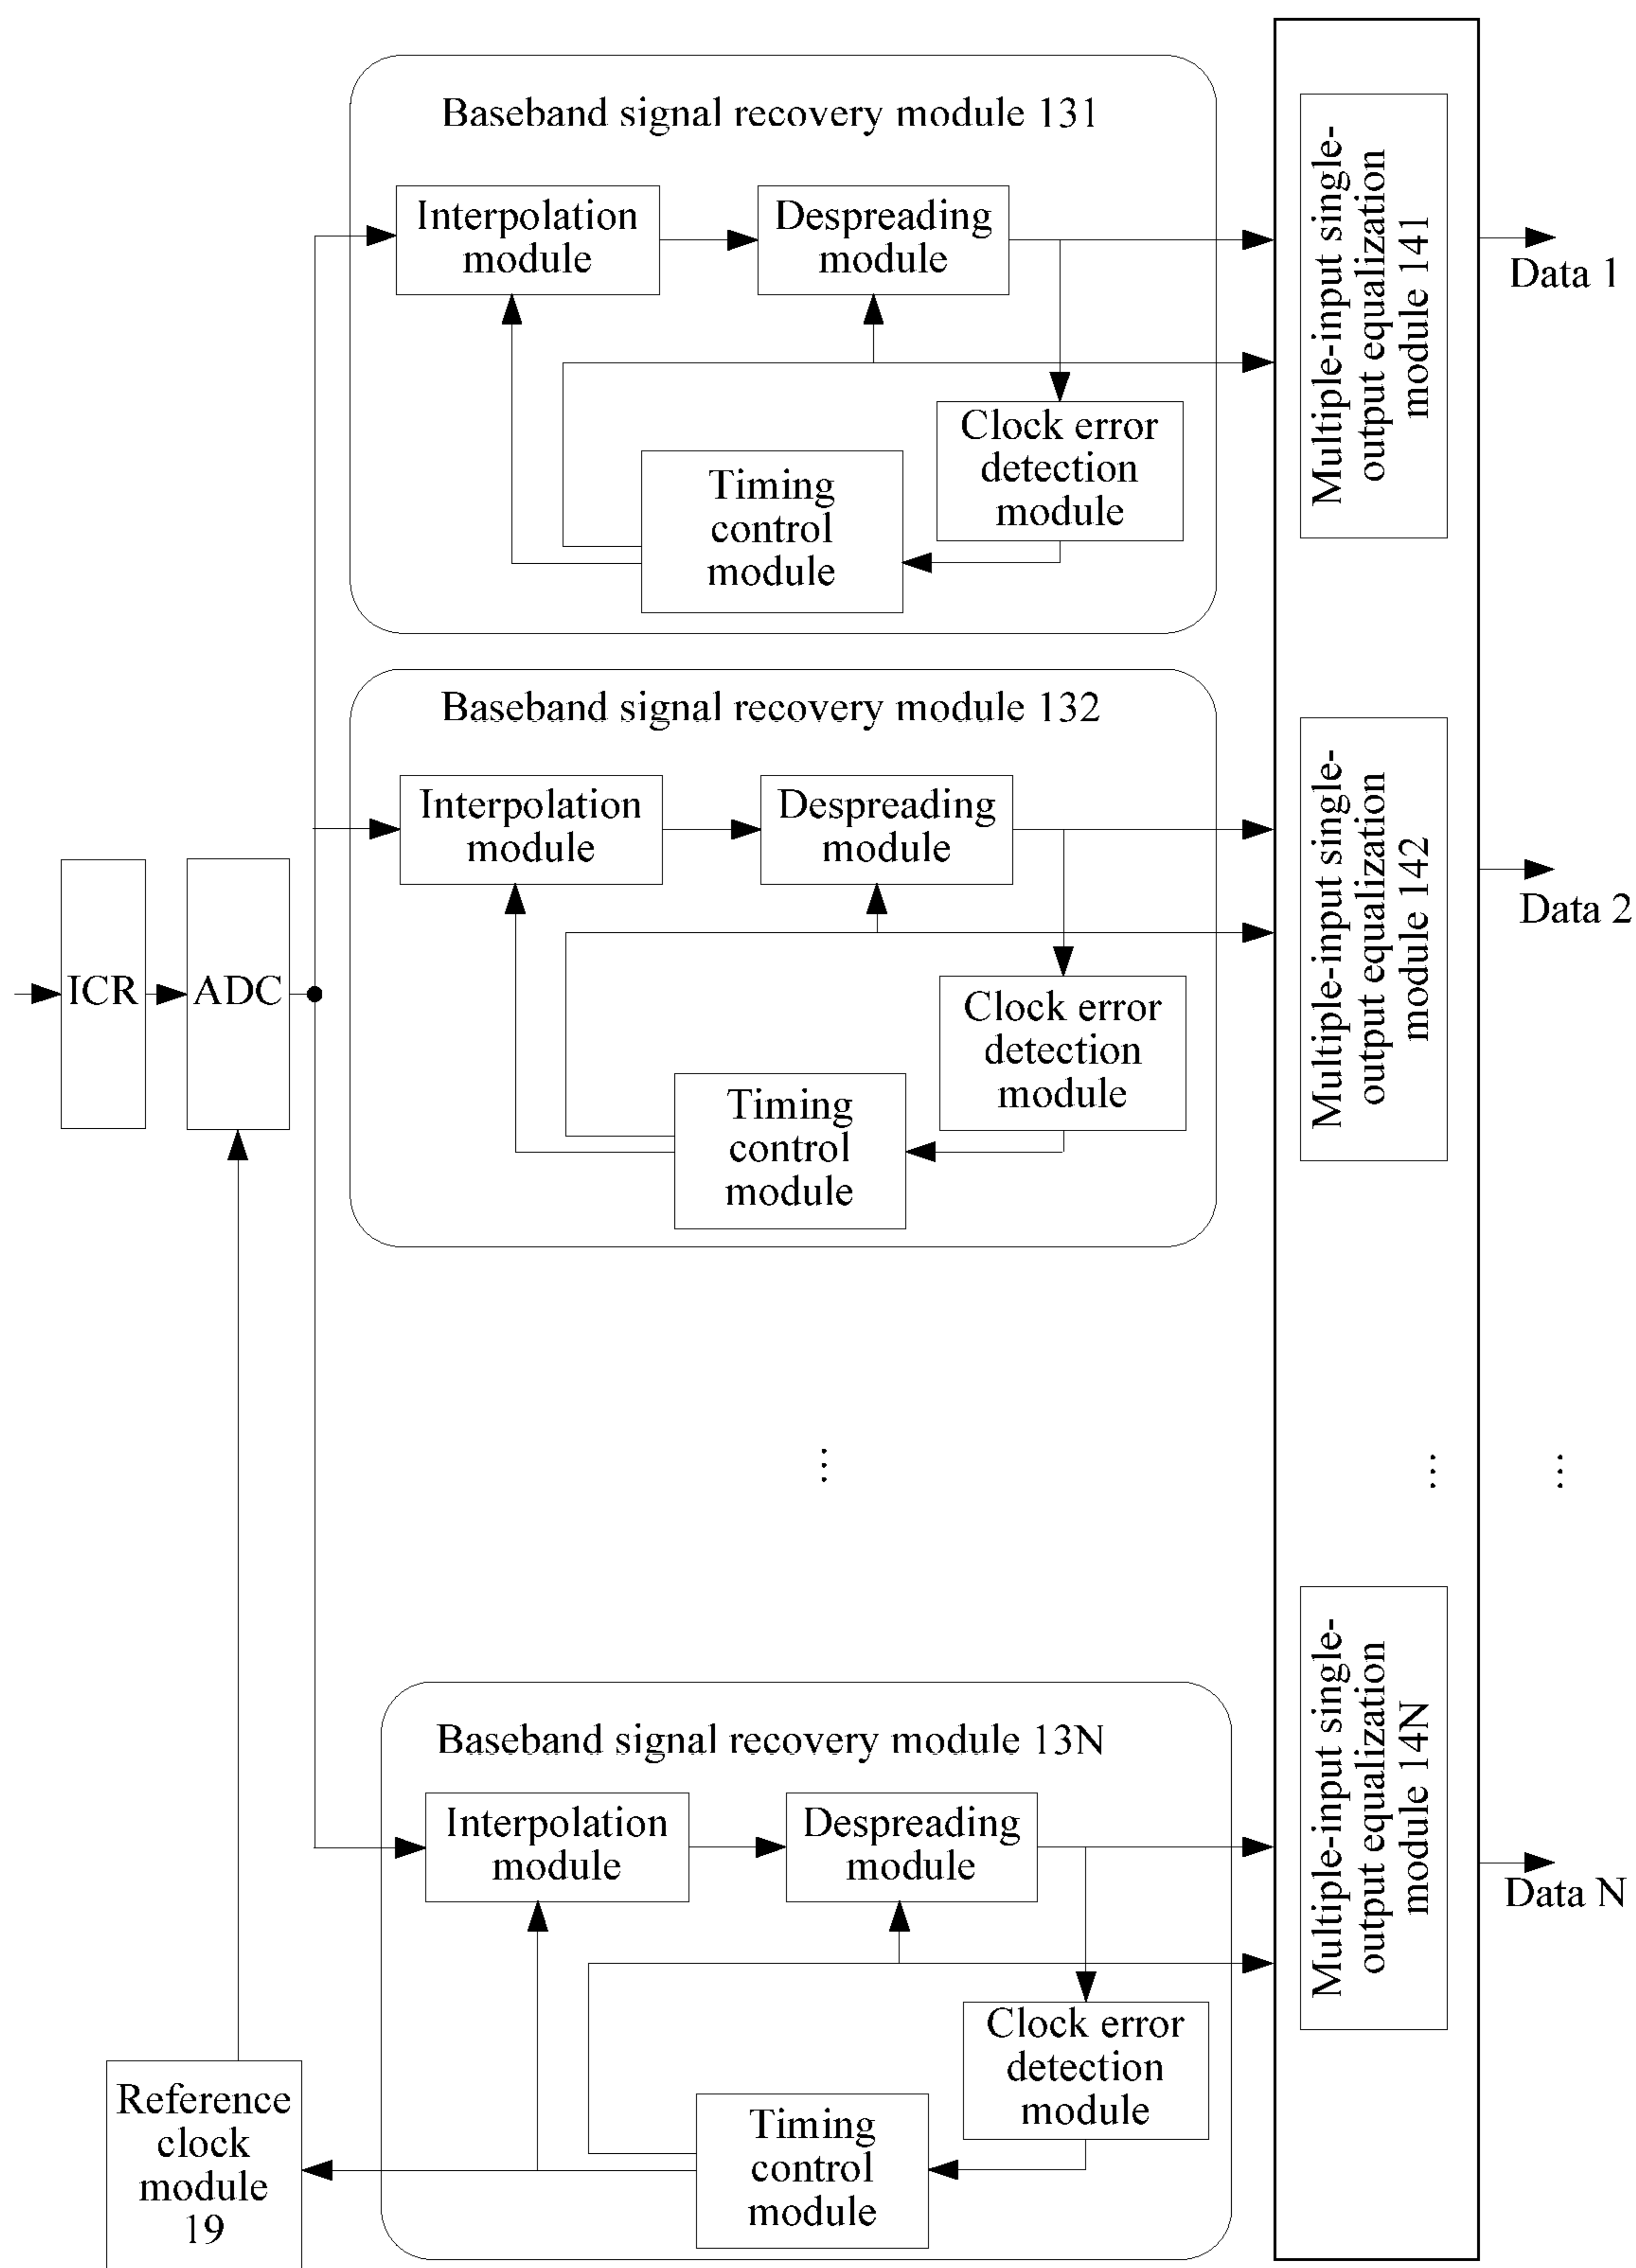 Baseband signal recovery module 131
Interpolation
module
Despreading
module
Clock error
detection
module
Timing
control
module
Multiple-input single-
output equalization
module 141
Data 1
Baseband signal recovery module 132
Interpolation
module
Despreading
module
Clock error
detection
module
Timing
control
module
Multiple-input single-
output equalization
module 142
Data 2
ICR
ADC
...
...
...
Baseband signal recovery module 13N
Interpolation
module
Despreading
module
Clock error
detection
module
Timing
control
module
Multiple-input single-
output equalization
module 14N
Data N
Reference
clock
module
19